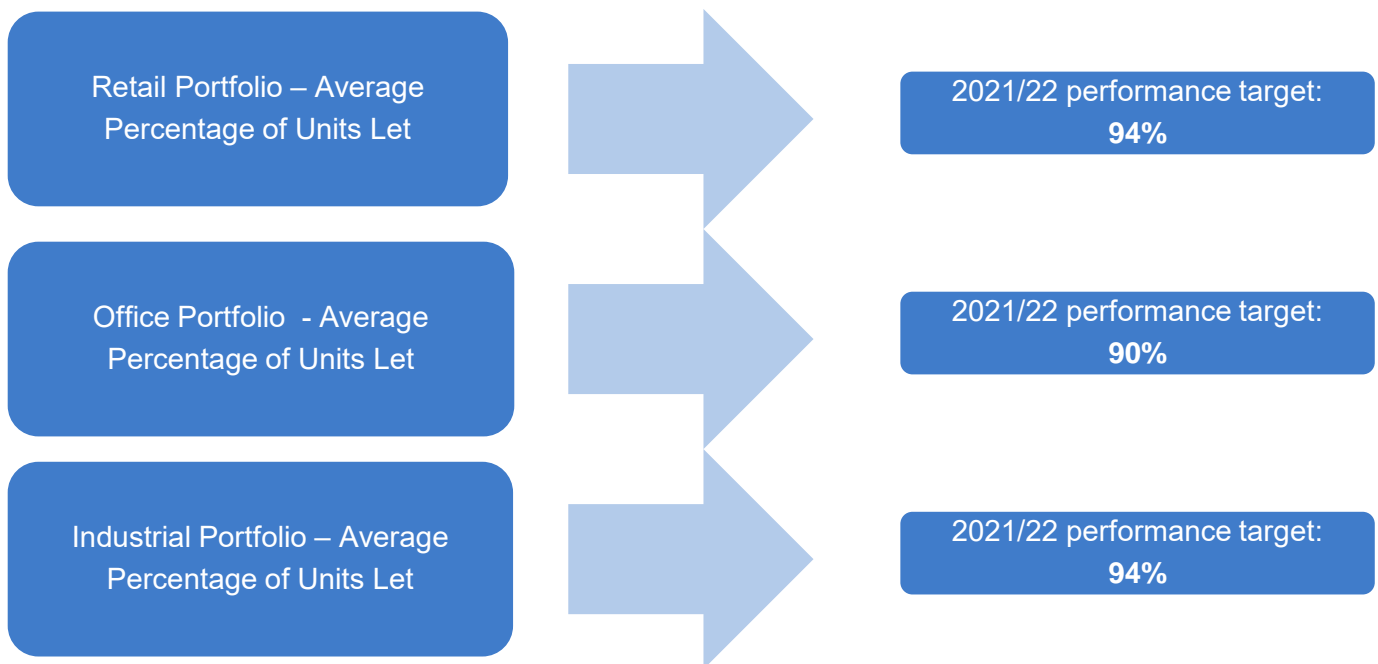 Retail Portfolio – Average
Percentage of Units Let
2021/22 performance target:
94%
Office Portfolio  - Average
Percentage of Units Let
2021/22 performance target:
90%
Industrial Portfolio – Average
Percentage of Units Let
2021/22 performance target:
94%